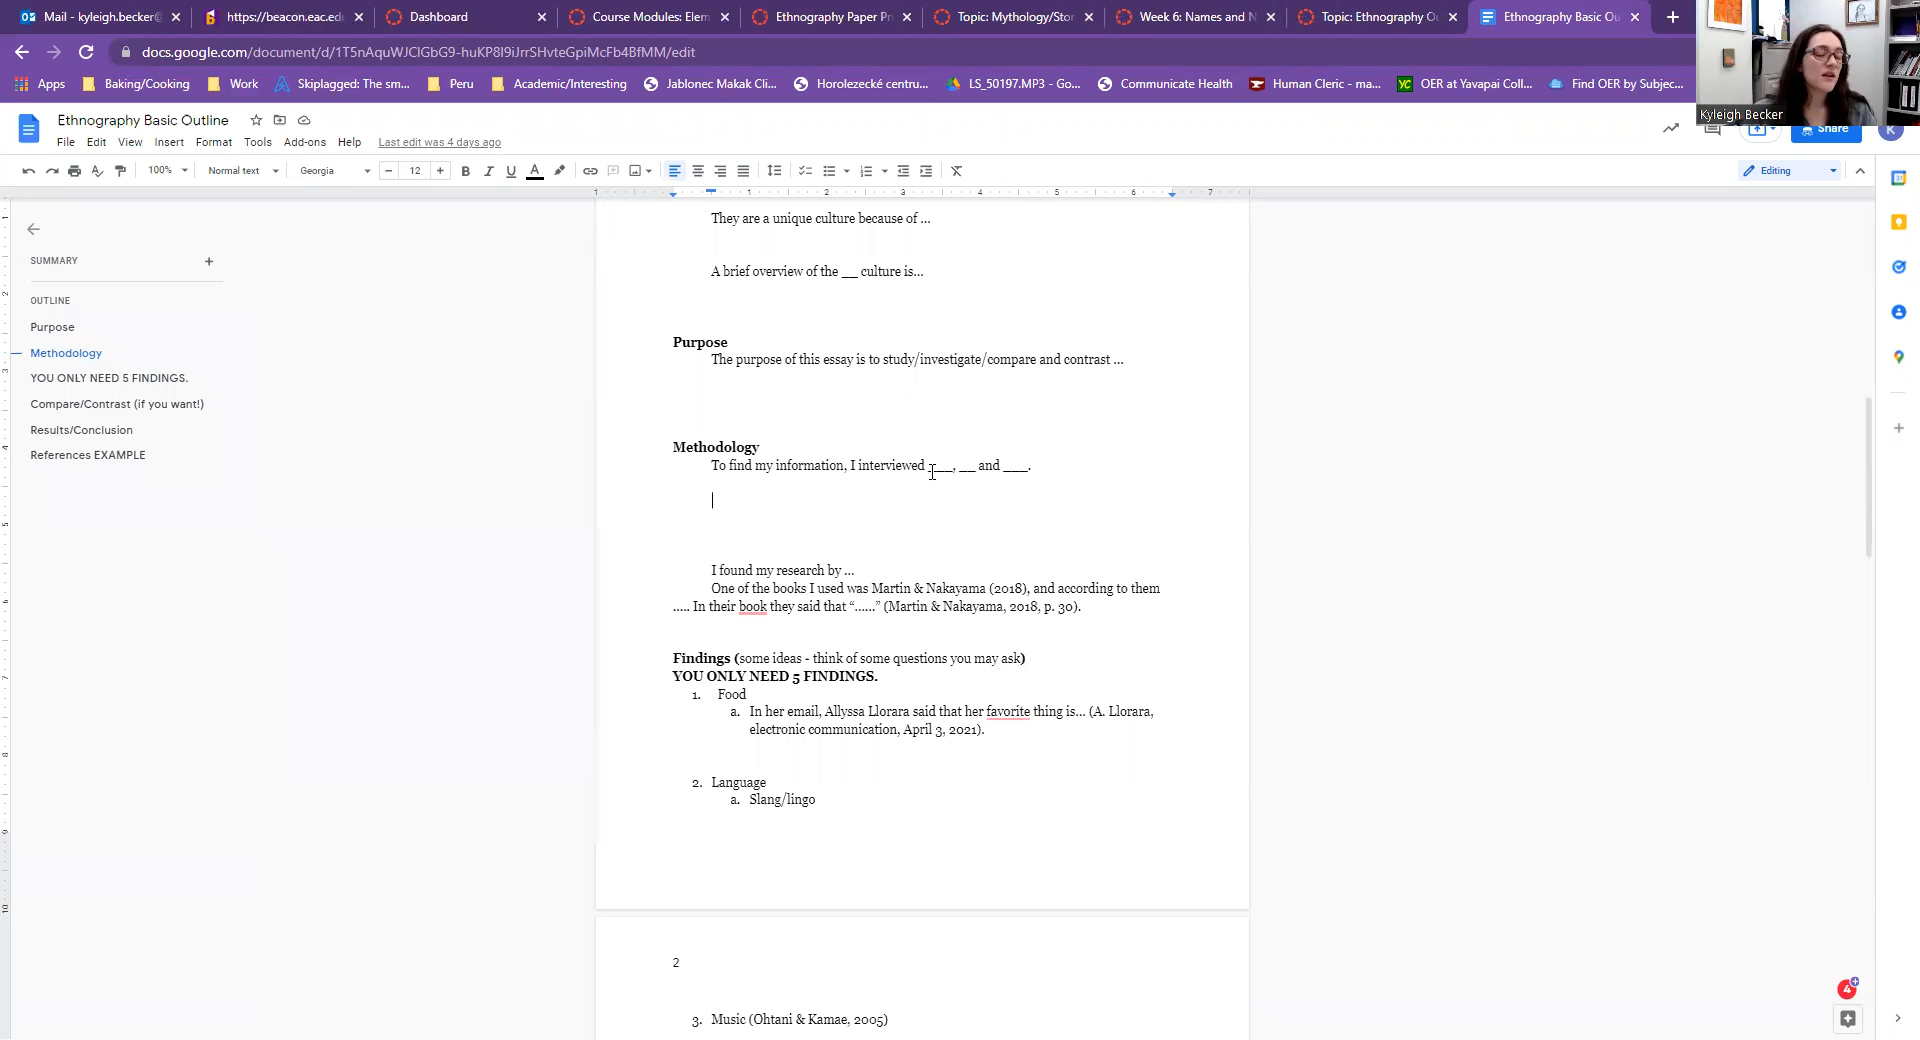 Mail - kyleigh.becker@ https://beacon.eac.ed Dashboard Course Modules: Elem Ethnography Paper Pr Topic: Mythology/Stor Week 6: Names and N Topic: Ethnography O Ethnography Basic Ou
docs.google.com/document/d/1T5nAquWJClGbG9-huKP8I9iJrrSHvteGpiMcFb4BfMM/edit
Apps Baking/Cooking Work Skiplagged: The sm... Peru Academic/Interesting Jablonec Makak Cli... Horolezecké centru... LS_50197.MP3 - Go... Communicate Health Human Cleric - ma... OER at Yavapai Coll... Find OER by Subjec...
Kyleigh Becker
Ethnography Basic Outline
Share
K
File Edit View Insert Format Tools Add-ons Help Last edit was 4 days ago
100% Normal text Georgia 12 Editing
SUMMARY
OUTLINE
Purpose
Methodology
YOU ONLY NEED 5 FINDINGS.
Compare/Contrast (if you want!)
Results/Conclusion
References EXAMPLE
They are a unique culture because of ...
A brief overview of the __ culture is...
Purpose
The purpose of this essay is to study/investigate/compare and contrast ...
Methodology
To find my information, I interviewed ___, __ and ___.
I found my research by ...
One of the books I used was Martin & Nakayama (2018), and according to them
..... In their book they said that “......” (Martin & Nakayama, 2018, p. 30).
Findings (some ideas - think of some questions you may ask)
YOU ONLY NEED 5 FINDINGS.
1. Food
a. In her email, Allyssa Llorara said that her favorite thing is... (A. Llorara,
electronic communication, April 3, 2021).
2. Language
a. Slang/lingo
2
3. Music (Ohtani & Kamae, 2005)
4